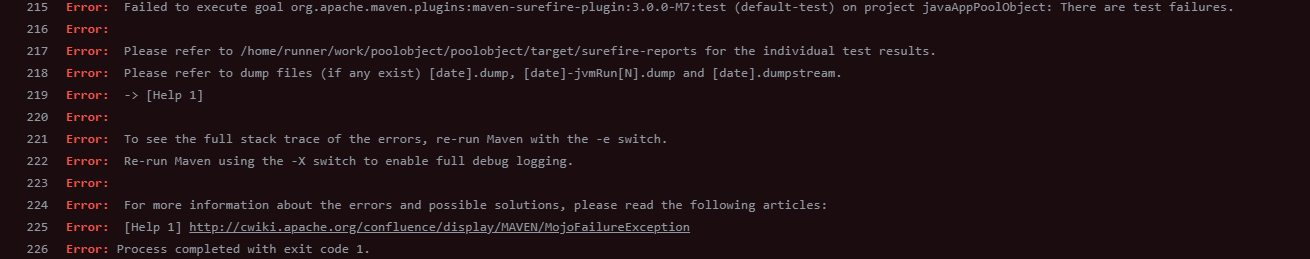 215 Error: Failed to execute goal org.apache.maven.plugins:maven-surefire-plugin:3.0.0-M7:test (default-test) on project javaAppPoolObject: There are test failures.
216 Error:
217 Error: Please refer to /home/runner/work/poolobject/poolobject/target/surefire-reports for the individual test results.
218 Error: Please refer to dump files (if any exist) [date].dump, [date]-jvmRun[N].dump and [date].dumpstream.
219 Error: -> [Help 1]
220 Error:
221 Error: To see the full stack trace of the errors, re-run Maven with the -e switch.
222 Error: Re-run Maven using the -X switch to enable full debug logging.
223 Error:
224 Error: For more information about the errors and possible solutions, please read the following articles:
225 Error: [Help 1] http://cwiki.apache.org/confluence/display/MAVEN/MojoFailureException
226 Error: Process completed with exit code 1.